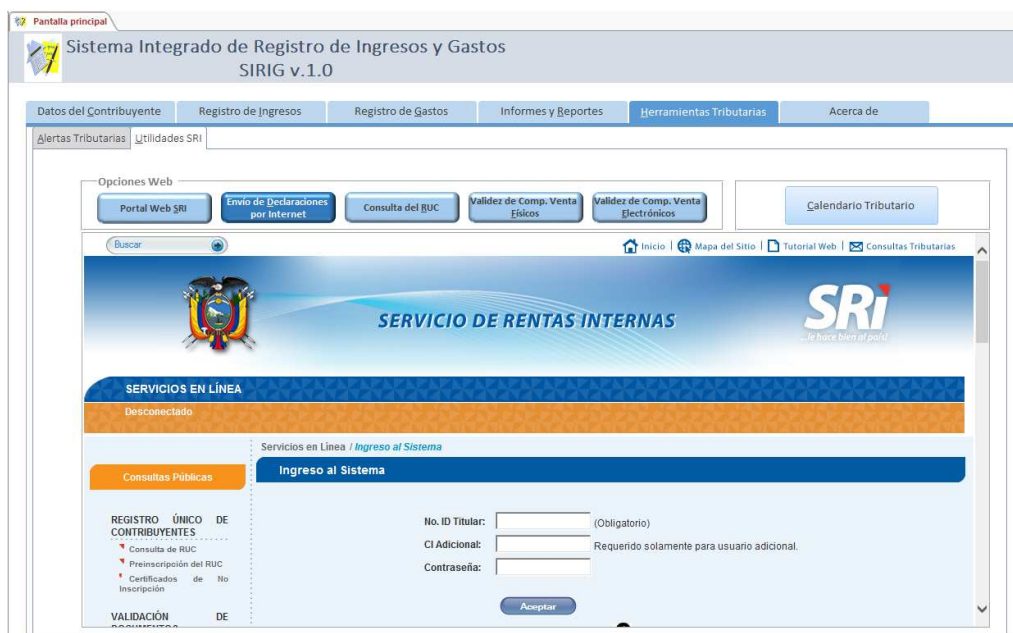 Pantalla principal
Sistema Integrado de Registro de Ingresos y Gastos
SIRIG v.1.0
Datos del Contribuyente
Registro de Ingresos
Registro de Gastos
Informes y Reportes
Herramientas Tributarias
Acerca de
Alertas Tributarias
Utilidades SRI
Opciones Web
Portal Web SRI
Envío de Declaraciones
por Internet
Consulta del RUC
Validez de Comp. Venta
Físicos
Validez de Comp. Venta
Electrónicos
Calendario Tributario
Buscar
Inicio | Mapa del Sitio | Tutorial Web | Consultas Tributarias
SERVICIO DE RENTAS INTERNAS
SRi
...le hace bien al país!
SERVICIOS EN LÍNEA
Desconectado
Servicios en Línea / Ingreso al Sistema
Consultas Públicas
Ingreso al Sistema
REGISTRO ÚNICO DE
CONTRIBUYENTES
Consulta de RUC
Preinscripción del RUC
Certificados de No
Inscripción
VALIDACIÓN DE
DOCUMENTOS
No. ID Titular:
(Obligatorio)
CI Adicional:
Requerido solamente para usuario adicional.
Contraseña:
Aceptar